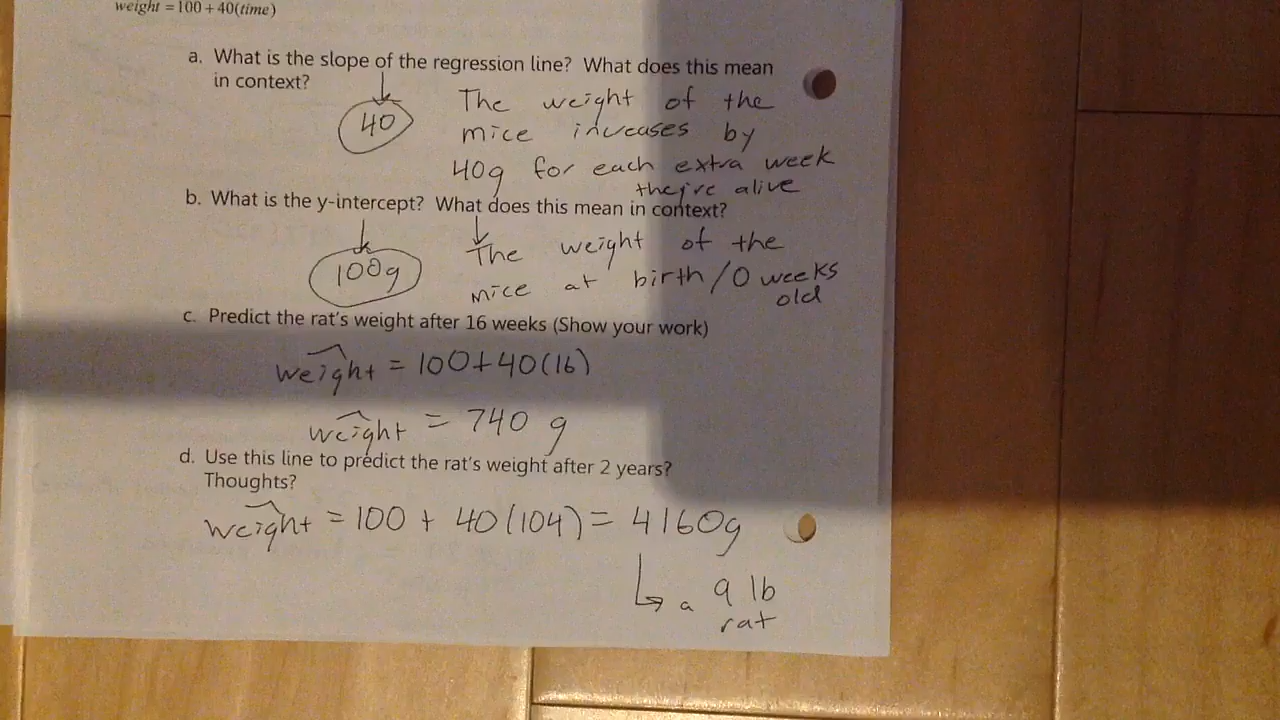 weight = 100 + 40(time)
a. What is the slope of the regression line? What does this mean
in context?
40
The weight of the
mice increases by
40g for each extra week
they're alive
b. What is the y-intercept? What does this mean in context?
100g
The weight of the
mice at birth/0 weeks
old
c. Predict the rat's weight after 16 weeks (Show your work)
weight = 100+40(16)
weight = 740 g
d. Use this line to predict the rat's weight after 2 years?
Thoughts?
weight = 100 + 40(104) = 4160g
↳ a 9 lb
rat